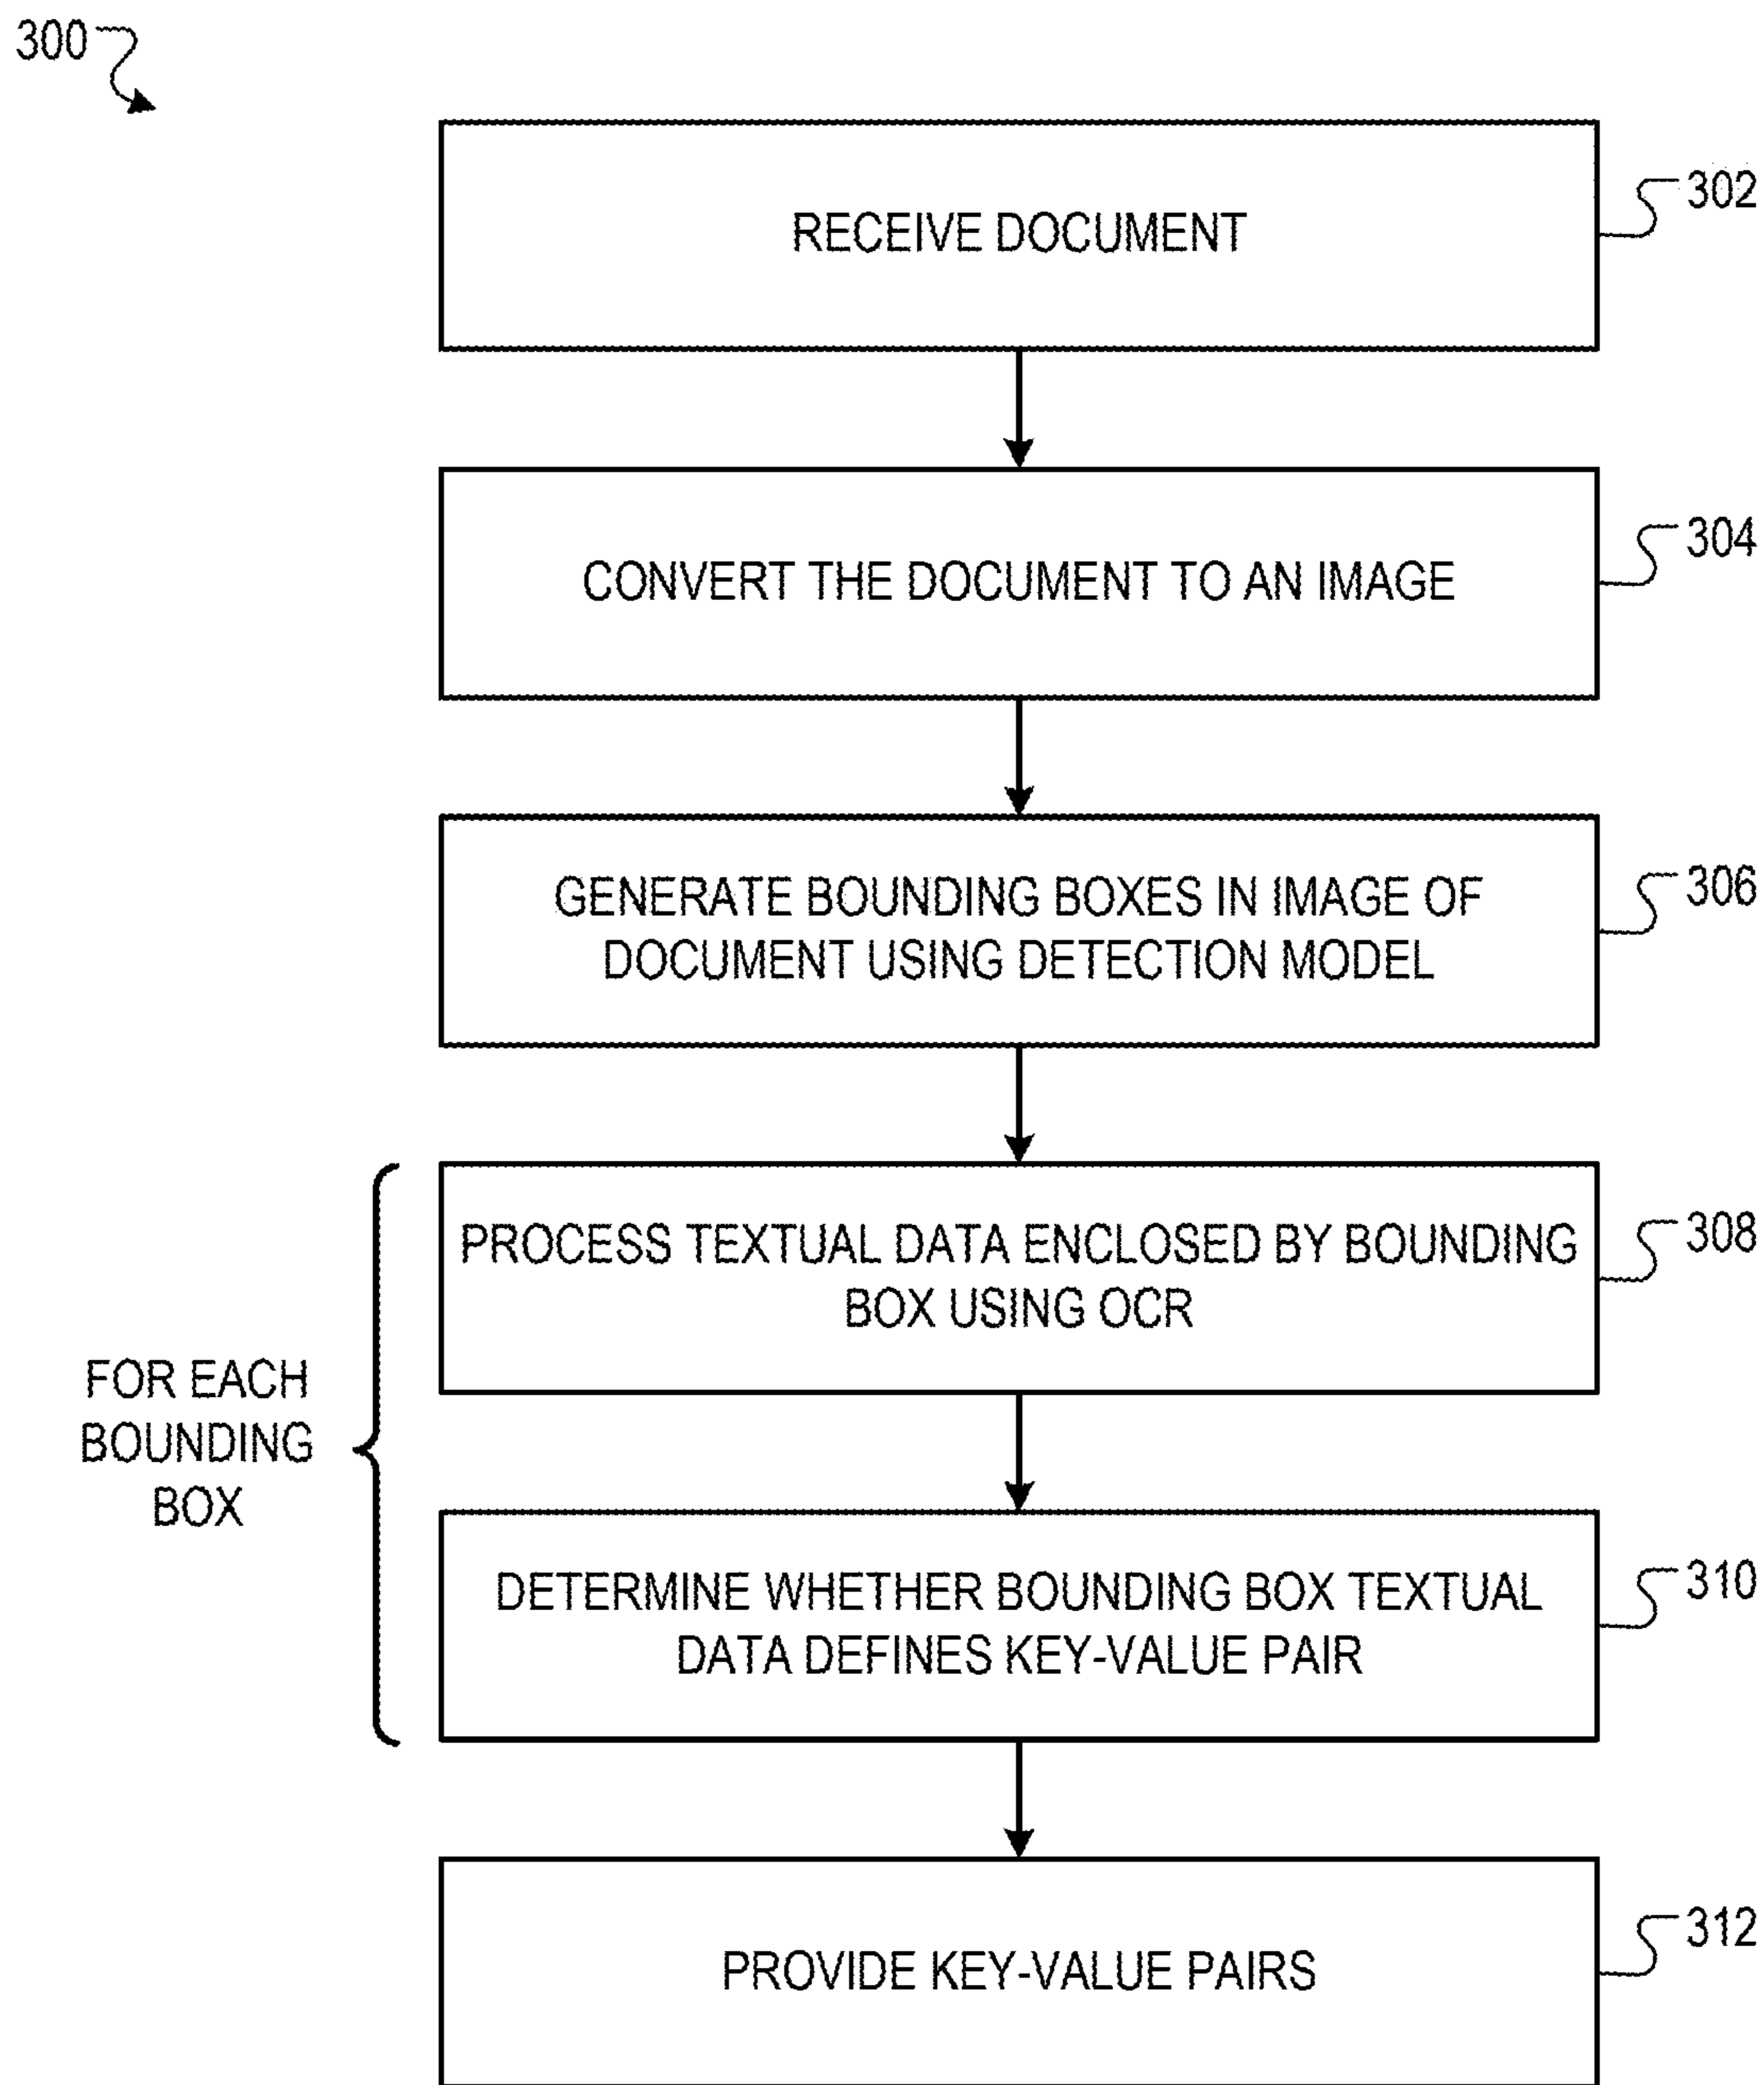 300
RECEIVE DOCUMENT
302
CONVERT THE DOCUMENT TO AN IMAGE
304
GENERATE BOUNDING BOXES IN IMAGE OF
DOCUMENT USING DETECTION MODEL
306
PROCESS TEXTUAL DATA ENCLOSED BY BOUNDING
BOX USING OCR
308
FOR EACH
BOUNDING
BOX
DETERMINE WHETHER BOUNDING BOX TEXTUAL
DATA DEFINES KEY-VALUE PAIR
310
PROVIDE KEY-VALUE PAIRS
312